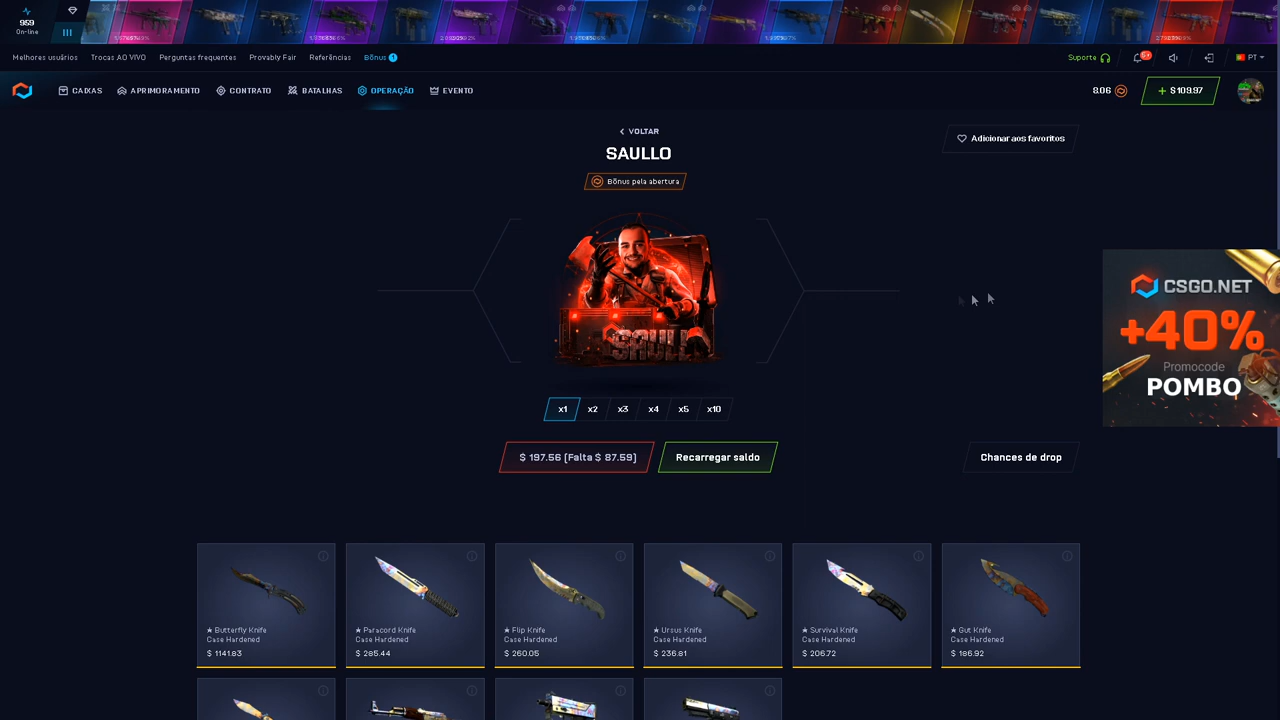 959
On-line
Melhores usuários Trocas AO VIVO Perguntas frequentes Provably Fair Referências Bônus 1
Suporte 5+ PT
CAIXAS APRIMORAMENTO CONTRATO BATALHAS OPERAÇÃO EVENTO
8.06 + $ 109.97
VOLTAR
SAULLO
Adicionar aos favoritos
Bônus pela abertura
SAULLO
CSGO.NET
+40%
Promocode
POMBO
x1 x2 x3 x4 x5 x10
$ 197.56 (Falta $ 87.59) Recarregar saldo Chances de drop
★ Butterfly Knife
Case Hardened
$ 1141.83
★ Paracord Knife
Case Hardened
$ 285.44
★ Flip Knife
Case Hardened
$ 260.05
★ Ursus Knife
Case Hardened
$ 236.81
★ Survival Knife
Case Hardened
$ 206.72
★ Gut Knife
Case Hardened
$ 186.92